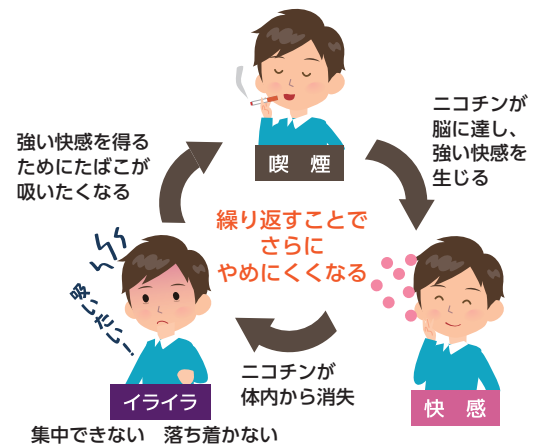 喫煙
ニコチンが
脳に達し、
強い快感を
生じる
快感
ニコチンが
体内から消失
イライラ
集中できない 落ち着かない
吸いたい!
強い快感を得る
ためにたばこが
吸いたくなる
繰り返すことで
さらに
やめにくくなる